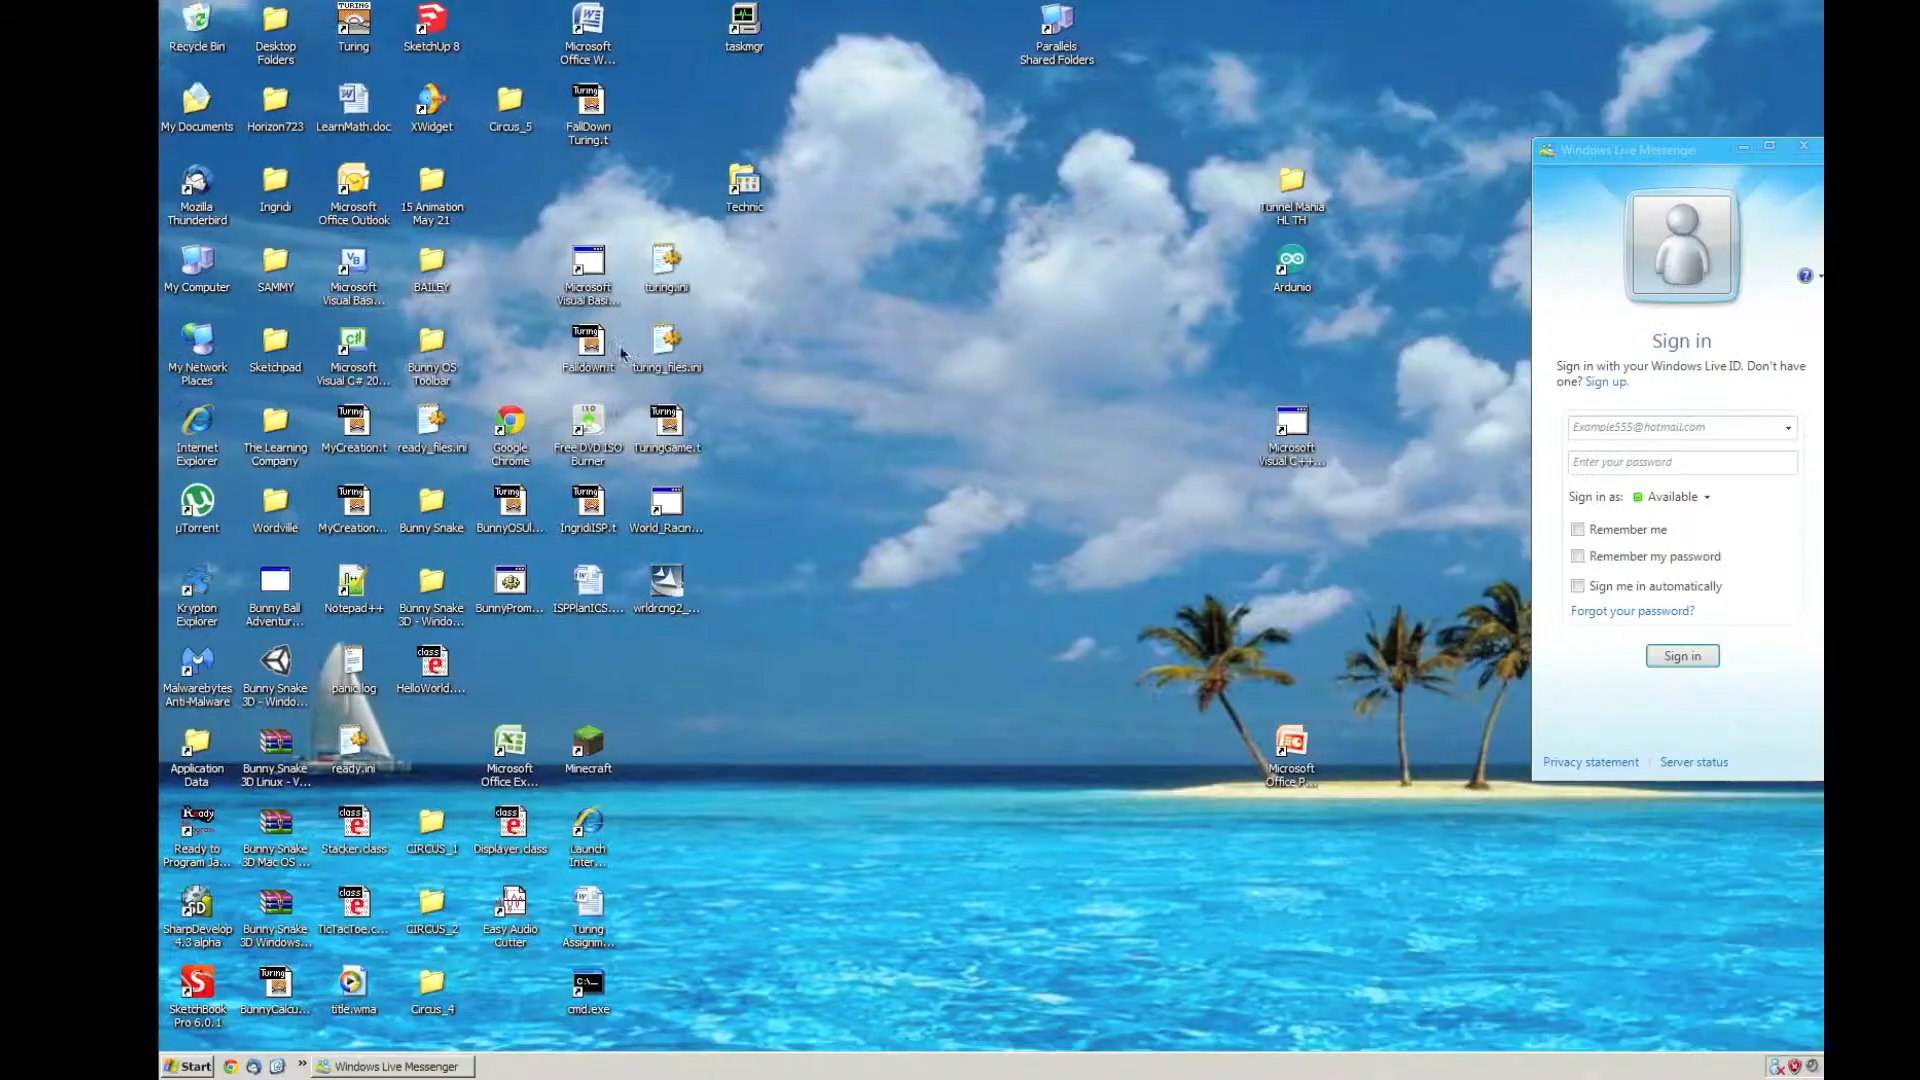 Recycle Bin
Desktop
Folders
Turing
SketchUp 8
Microsoft
Office W...
taskmgr
Parallels
Shared Folders
My Documents
Horizon723
LearnMath.doc
XWidget
Circus_5
FallDown
Turing.t
Mozilla
Thunderbird
Ingridi
Microsoft
Office Outlook
15 Animation
May 21
Technic
Tunnel Mania
HL TH
My Computer
SAMMY
Microsoft
Visual Basi...
BAILEY
Microsoft
Visual Basi...
turing.ini
Ardunio
My Network
Places
Sketchpad
Microsoft
Visual C# 20...
Bunny OS
Toolbar
Falldown.t
turing_files.ini
Internet
Explorer
The Learning
Company
MyCreation.t
ready_files.ini
Google
Chrome
Free DVD ISO
Burner
TuringGame.t
Microsoft
Visual C++...
µTorrent
Wordville
MyCreation...
Bunny Snake
BunnyOSUl...
IngridiISP.t
World_Racin...
Krypton
Explorer
Bunny Ball
Adventur...
Notepad++
Bunny Snake
3D - Windo...
BunnyProm...
ISPPlanICS....
wrldrcng2_...
Malwarebytes
Anti-Malware
Bunny Snake
3D - Windo...
panic.log
HelloWorld....
Application
Data
Bunny Snake
3D Linux - V...
ready.ini
Microsoft
Office Ex...
Minecraft
Microsoft
Office P...
Ready to
Program Ja...
Bunny Snake
3D Mac OS ...
Stacker.class
CIRCUS_1
Displayer.class
Launch
Inter...
SharpDevelop
4.3 alpha
Bunny Snake
3D Windows...
TicTacToe.c...
CIRCUS_2
Easy Audio
Cutter
Turing
Assignm...
SketchBook
Pro 6.0.1
BunnyCalcu...
title.wma
Circus_4
cmd.exe
Windows Live Messenger
Sign in
Sign in with your Windows Live ID. Don't have
one? Sign up.
Example555@hotmail.com
Enter your password
Sign in as: Available
Remember me
Remember my password
Sign me in automatically
Forgot your password?
Sign in
Privacy statement | Server status
Start
Windows Live Messenger